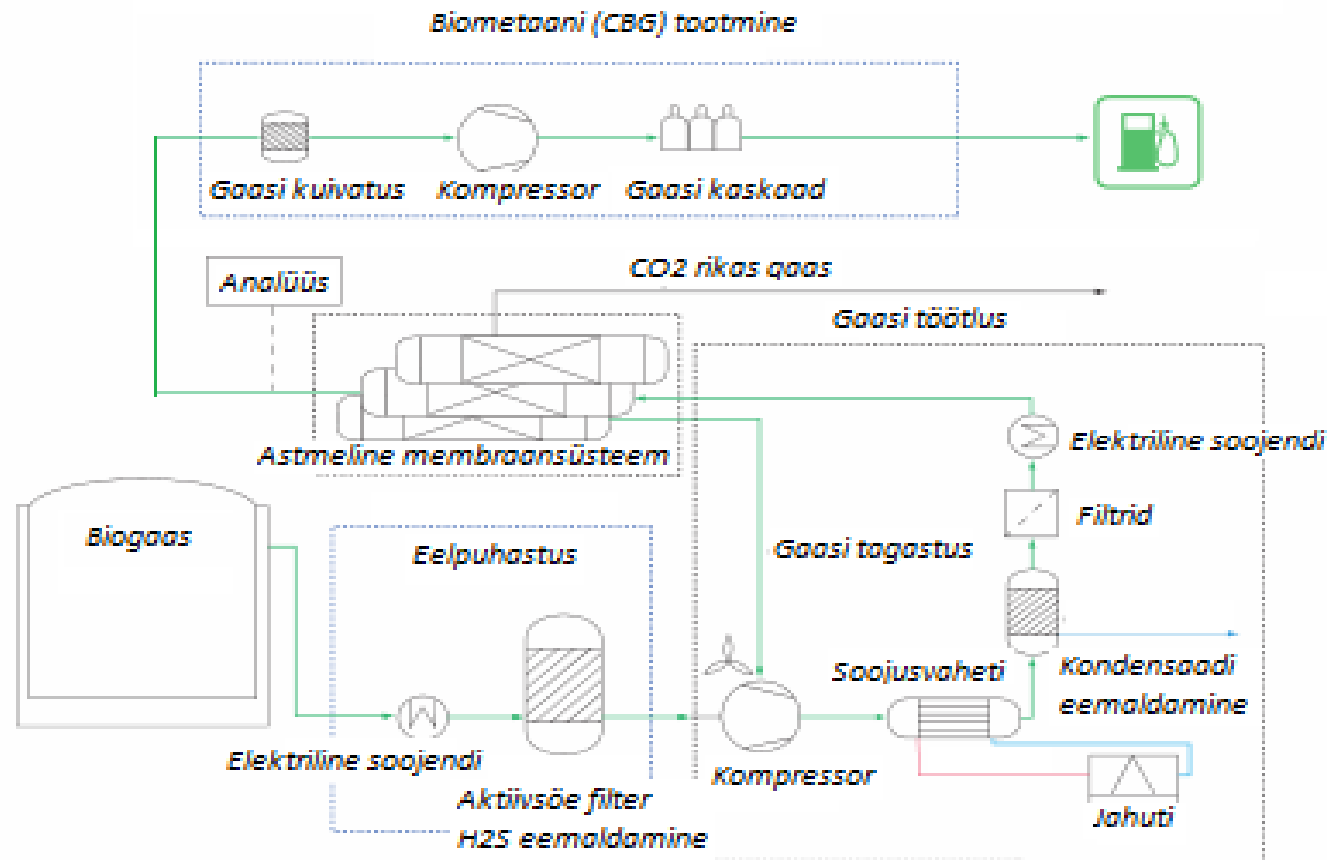 Biometaani (CBG) tootmine
Gaasi kuivatus
Kompressor
Gaasi kaskaad
Analüüs
CO2 rikas gaas
Gaasi töötlus
Astmeline membraansüsteem
Elektriline soojendi
Filtrid
Biogaas
Eelpuhastus
Gaasi tagastus
Soojusvaheti
Kondensaadi
eemaldamine
Elektriline soojendi
Kompressor
Aktiivsöe filter
H2S eemaldamine
Jahuti